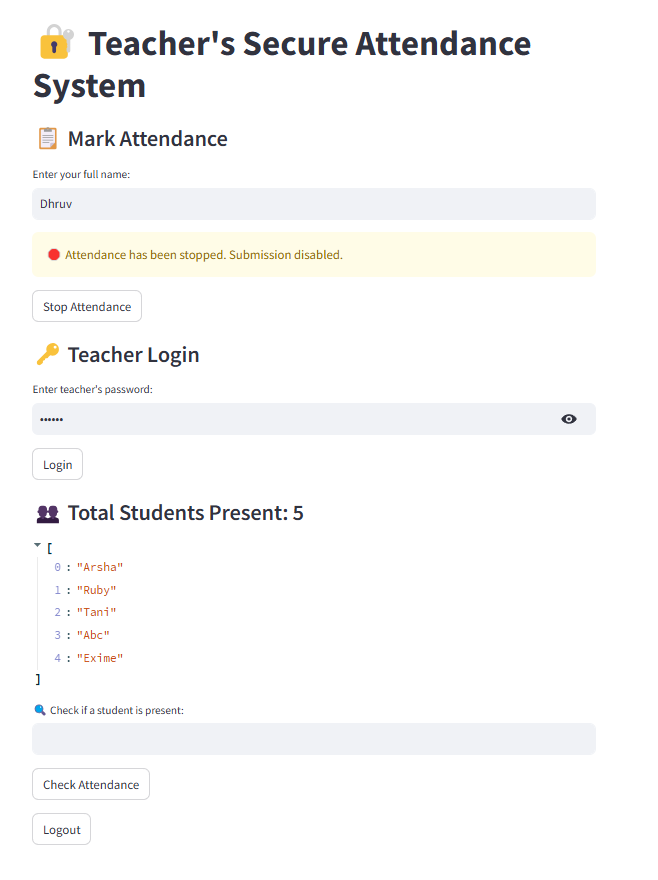 Teacher's Secure Attendance
System
Mark Attendance
Enter your full name:
Dhruv
Attendance has been stopped. Submission disabled.
Stop Attendance
Teacher Login
Enter teacher's password:
••••••
Login
Total Students Present: 5
[
0 : "Arsha"
1 : "Ruby"
2 : "Tani"
3 : "Abc"
4 : "Exime"
]
Check if a student is present:
Check Attendance
Logout